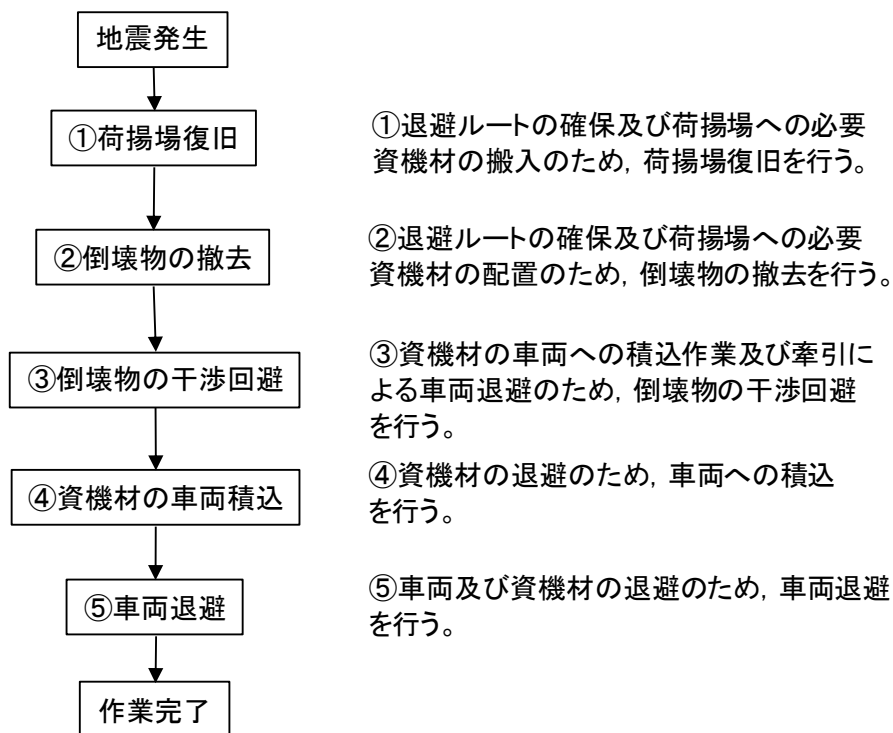 地震発生
①荷揚場復旧
①退避ルートの確保及び荷揚場への必要
資機材の搬入のため，荷揚場復旧を行う。
②倒壊物の撤去
②退避ルートの確保及び荷揚場への必要
資機材の配置のため，倒壊物の撤去を行う。
③倒壊物の干渉回避
③資機材の車両への積込作業及び牽引に
よる車両退避のため，倒壊物の干渉回避
を行う。
④資機材の車両積込
④資機材の退避のため，車両への積込
を行う。
⑤車両退避
⑤車両及び資機材の退避のため，車両退避
を行う。
作業完了